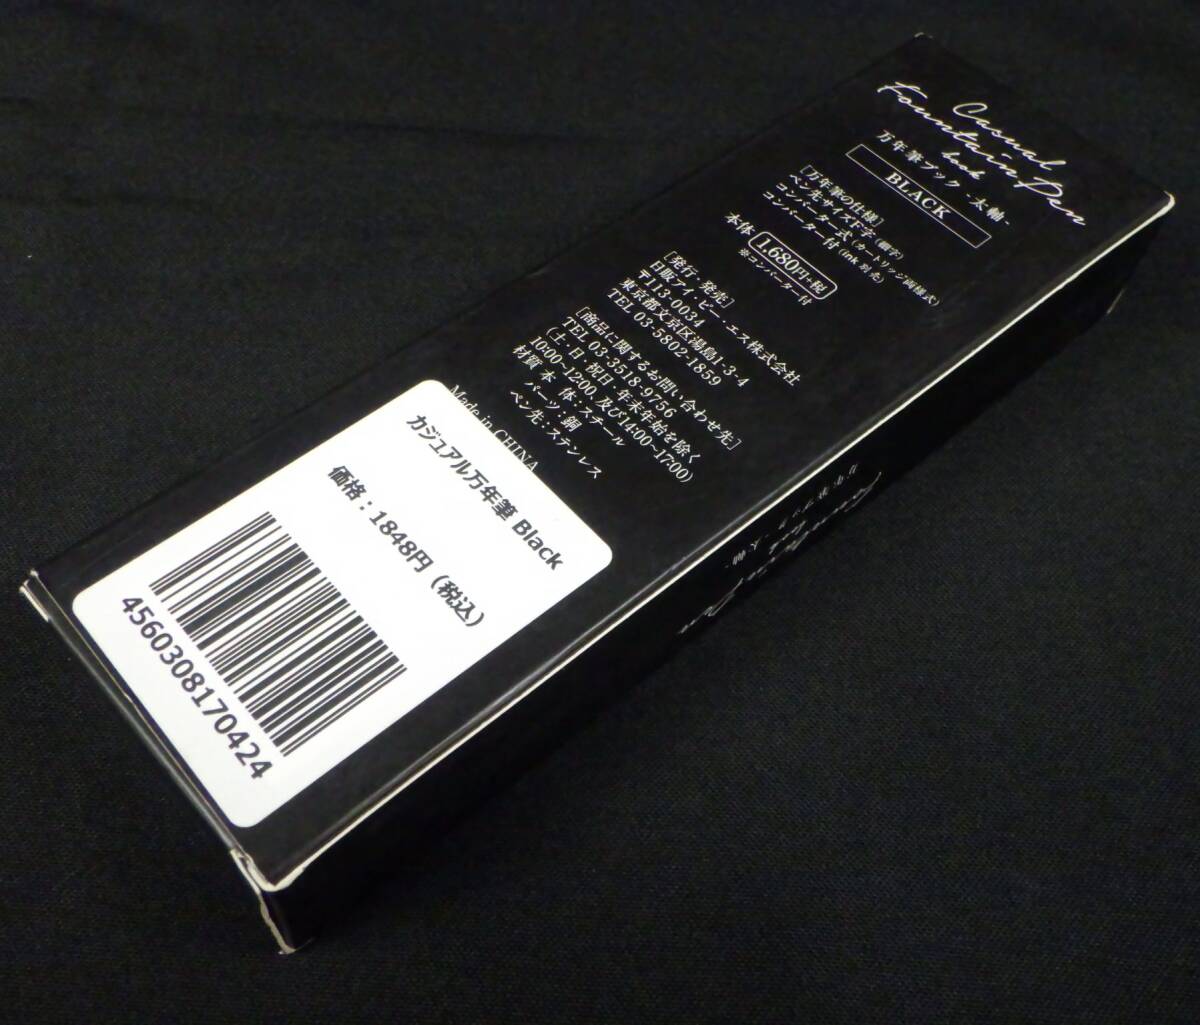 Casual
Fountain Pen
book
万年筆ブック -太軸-
BLACK
[万年筆の仕様]
ペン先サイズF字 (細字)
コンバーター式 (カートリッジ両様式)
コンバーター付 (ink 別売)
本体 1,680円+税
※コンバーター付
[発行・発売]
日販アイ・ピー・エス株式会社
〒113-0034
東京都文京区湯島1-3-4
TEL 03-5802-1859
[商品に関するお問い合わせ先]
TEL 03-3518-9756
(土・日・祝日・年末年始を除く
10:00~12:00、及び14:00~17:00)
材質 本 体：スチール
パーツ：銅
ペン先：ステンレス
Made in CHINA
カジュアル万年筆 Black
価格：1848円（税込）
4560308170424